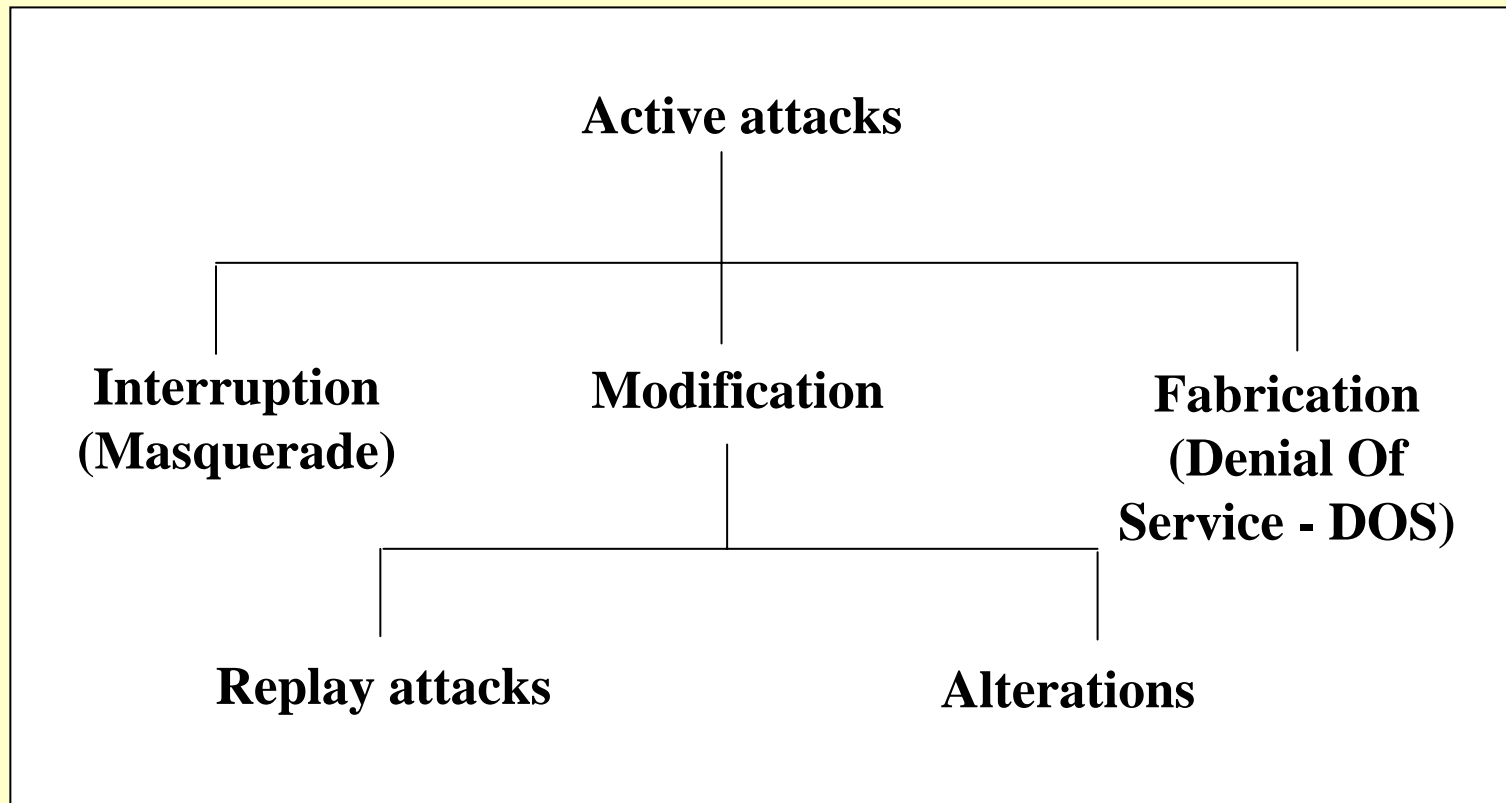 Active attacks
Interruption
(Masquerade)
Modification
Fabrication
(Denial Of
Service - DOS)
Replay attacks
Alterations